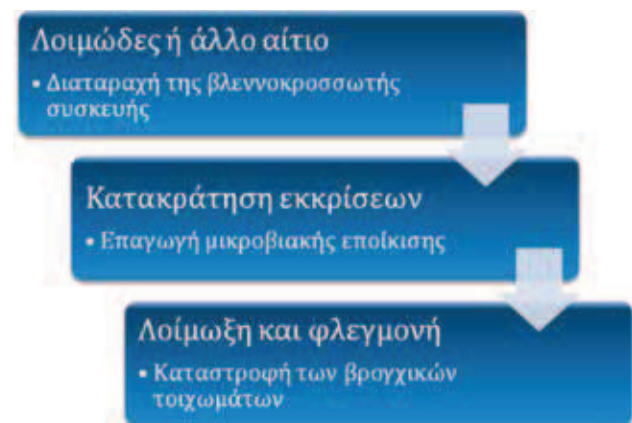 Λοιμώδες ή άλλο αίτιο
• Διαταραχή της βλεννοκροσσωτής
συσκευής
Κατακράτηση εκκρίσεων
• Επαγωγή μικροβιακής εποίκισης
Λοίμωξη και φλεγμονή
• Καταστροφή των βρογχικών
τοιχωμάτων